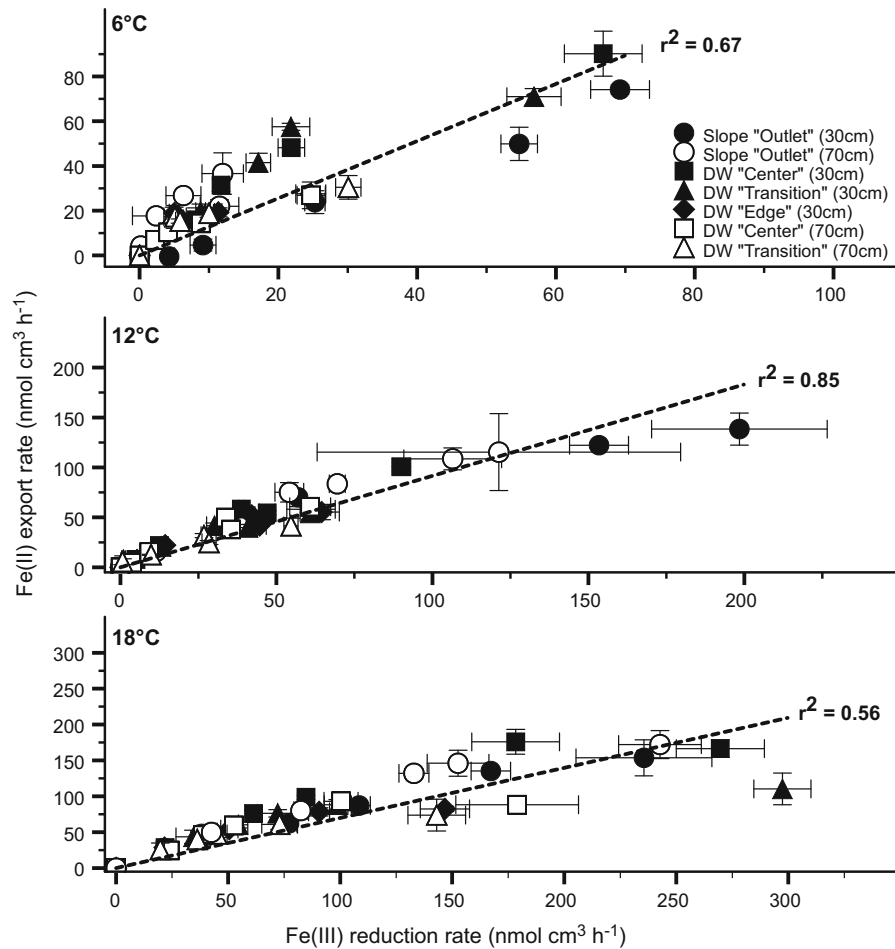 6°C
r² = 0.67
80
60
40
20
0
Slope "Outlet" (30cm)
Slope "Outlet" (70cm)
DW "Center" (30cm)
DW "Transition" (30cm)
DW "Edge" (30cm)
DW "Center" (70cm)
DW "Transition" (70cm)
0 20 40 60 80 100
Fe(II) export rate (nmol cm³ h⁻¹)
12°C
r² = 0.85
200
150
100
50
0
0 50 100 150 200
18°C
r² = 0.56
300
250
200
150
100
50
0
0 50 100 150 200 250 300
Fe(III) reduction rate (nmol cm³ h⁻¹)